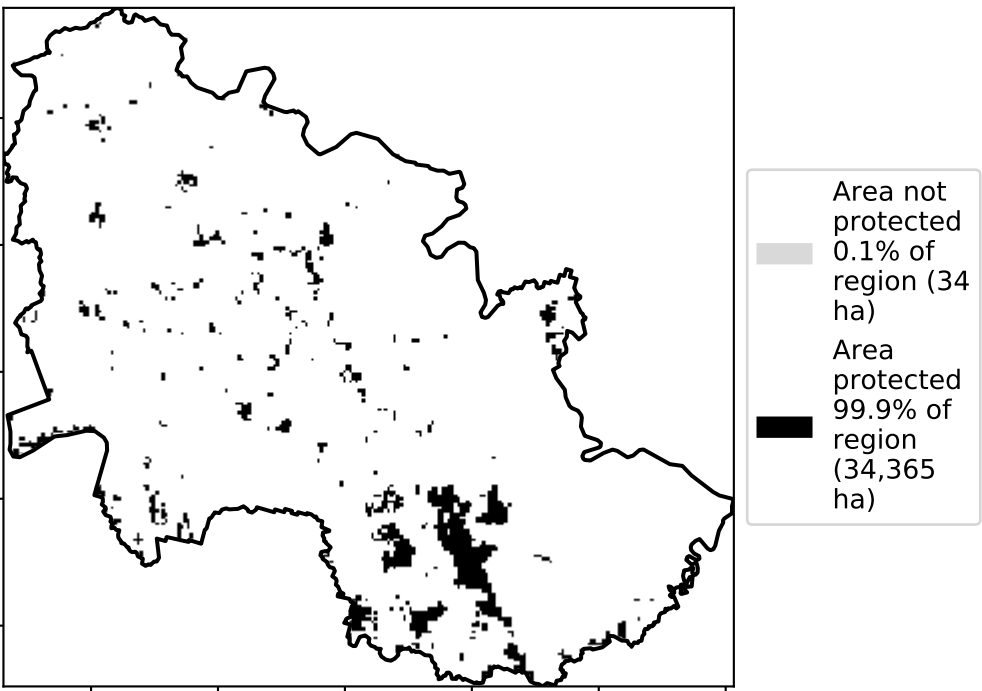 Area not
protected
0.1% of
region (34
ha)
Area
protected
99.9% of
region
(34,365
ha)